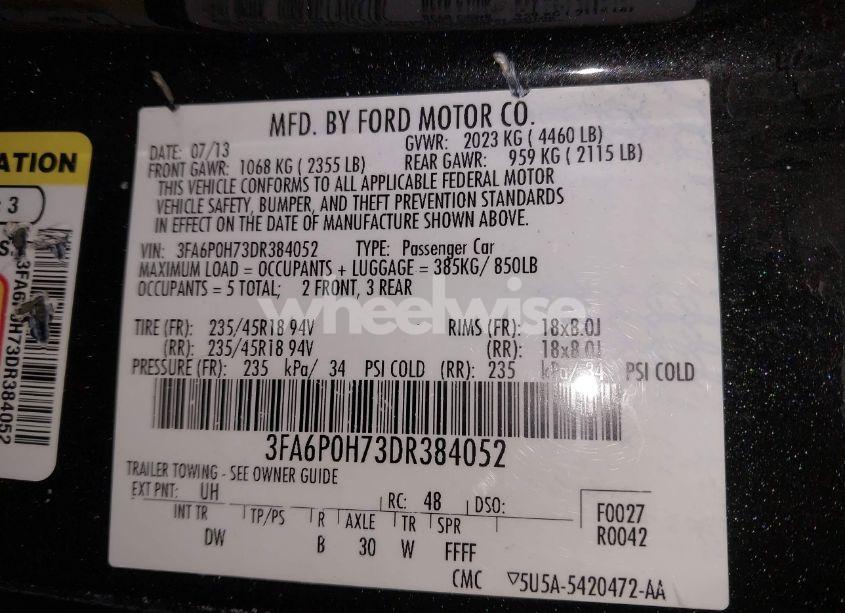 MFD. BY FORD MOTOR CO.
DATE: 07/13 GVWR: 2023 KG ( 4460 LB)
FRONT GAWR: 1068 KG ( 2355 LB) REAR GAWR: 959 KG ( 2115 LB)
THIS VEHICLE CONFORMS TO ALL APPLICABLE FEDERAL MOTOR
VEHICLE SAFETY, BUMPER, AND THEFT PREVENTION STANDARDS
IN EFFECT ON THE DATE OF MANUFACTURE SHOWN ABOVE.
VIN: 3FA6P0H73DR384052 TYPE: Passenger Car
MAXIMUM LOAD = OCCUPANTS + LUGGAGE = 385KG/ 850LB
OCCUPANTS = 5 TOTAL; 2 FRONT, 3 REAR
wheelwise
TIRE (FR): 235/45R18 94V RIMS (FR): 18x8.0J
(RR): 235/45R18 94V (RR): 18x8.0J
PRESSURE (FR): 235 kPa/ 34 PSI COLD (RR): 235 kPa/ 34 PSI COLD
3FA6P0H73DR384052
TRAILER TOWING - SEE OWNER GUIDE
EXT PNT: UH RC: 48 DSO:
INT TR TP/PS R AXLE TR SPR
DW B 30 W FFFF
F0027
R0042
CMC ▽5U5A-5420472-AA
ATION
: 3
3FA6P0H73DR384052